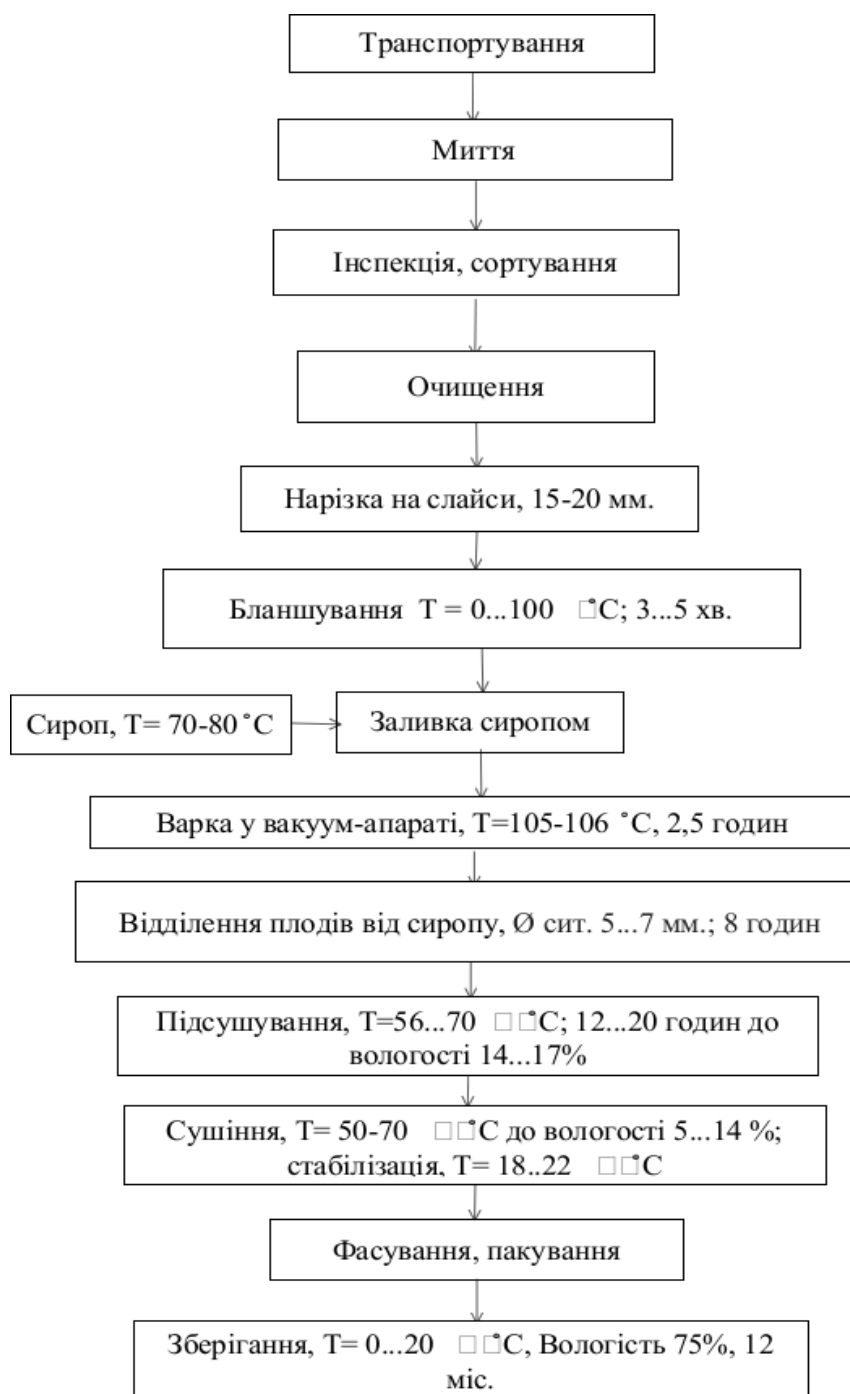 Транспортування
Миття
Інспекція, сортування
Очищення
Нарізка на слайси, 15-20 мм.
Бланшування Т = 0...100 □˚С; 3...5 хв.
Сироп, Т= 70-80 ˚С
Заливка сиропом
Варка у вакуум-апараті, Т=105-106 ˚С, 2,5 годин
Відділення плодів від сиропу, Ø сит. 5...7 мм.; 8 годин
Підсушування, Т=56...70 □□˚С; 12...20 годин до
вологості 14...17%
Сушіння, Т= 50-70 □□˚С до вологості 5...14 %;
стабілізація, Т= 18..22 □□˚С
Фасування, пакування
Зберігання, Т= 0...20 □□˚С, Вологість 75%, 12
міс.